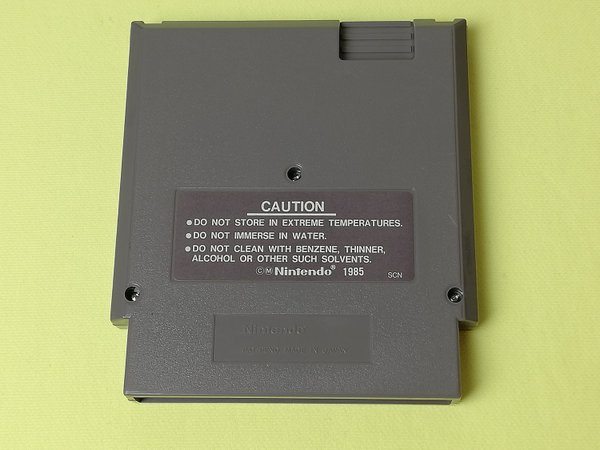 CAUTION
●DO NOT STORE IN EXTREME TEMPERATURES.
●DO NOT IMMERSE IN WATER.
●DO NOT CLEAN WITH BENZENE, THINNER,
ALCOHOL OR OTHER SUCH SOLVENTS.
©Ⓜ Nintendo® 1985 SCN
Nintendo
MADE IN JAPAN